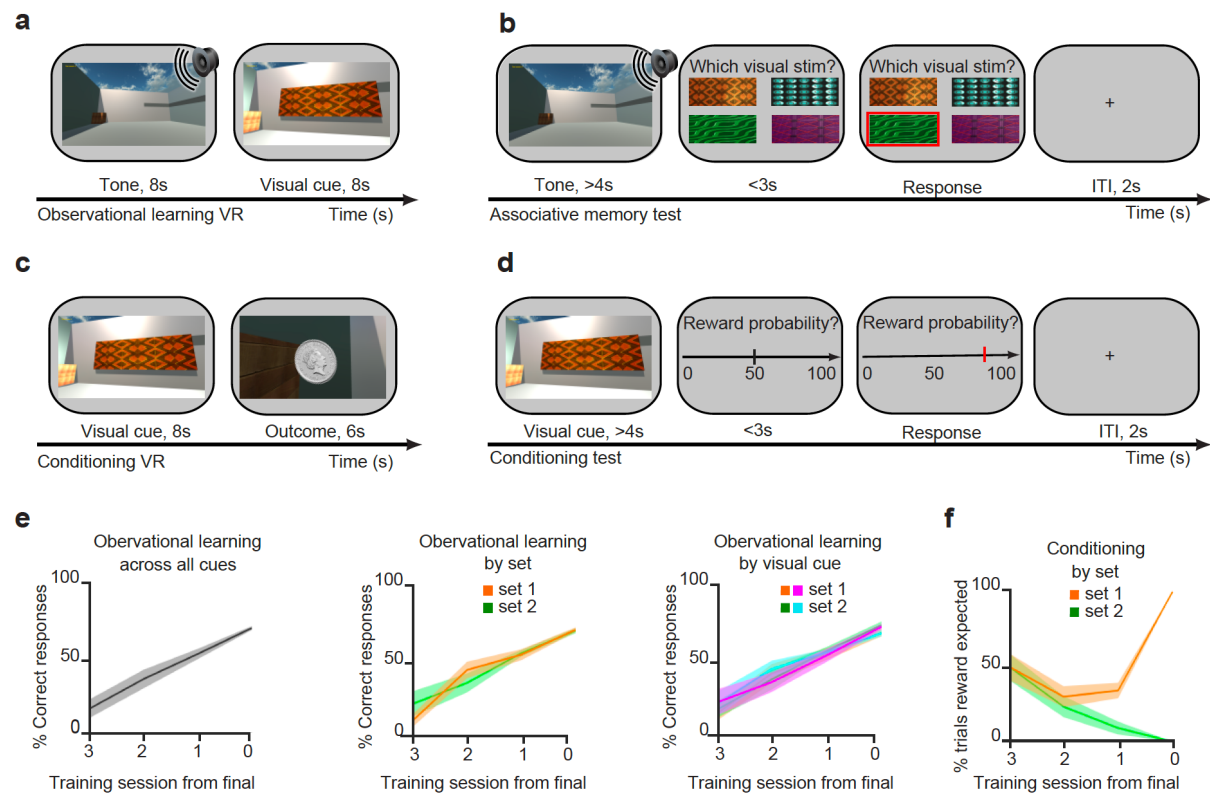 a
Tone, 8s
Visual cue, 8s
Observational learning VR
Time (s)
b
Which visual stim?
Which visual stim?
Tone, >4s
<3s
Response
ITI, 2s
Associative memory test
Time (s)
+
c
Visual cue, 8s
Outcome, 6s
Conditioning VR
Time (s)
d
Reward probability?
0
50
100
Reward probability?
0
50
100
+
Visual cue, >4s
<3s
Response
ITI, 2s
Conditioning test
Time (s)
e
Obervational learning
across all cues
% Correct responses
100
50
0
3
2
1
0
Training session from final
Obervational learning
by set
set 1
set 2
% Correct responses
100
50
0
3
2
1
0
Training session from final
Obervational learning
by visual cue
set 1
set 2
% Correct responses
100
50
0
3
2
1
0
Training session from final
f
Conditioning
by set
set 1
set 2
% trials reward expected
100
50
0
3
2
1
0
Training session from final